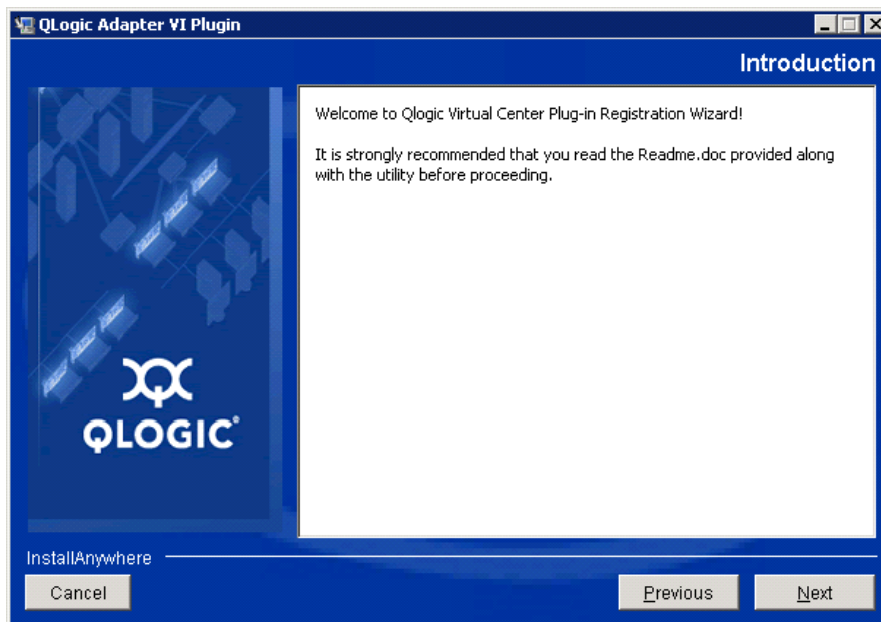 QLogic Adapter VI Plugin
Introduction
Welcome to Qlogic Virtual Center Plug-in Registration Wizard!
It is strongly recommended that you read the Readme.doc provided along
with the utility before proceeding.
QLOGIC®
InstallAnywhere
Cancel
Previous
Next